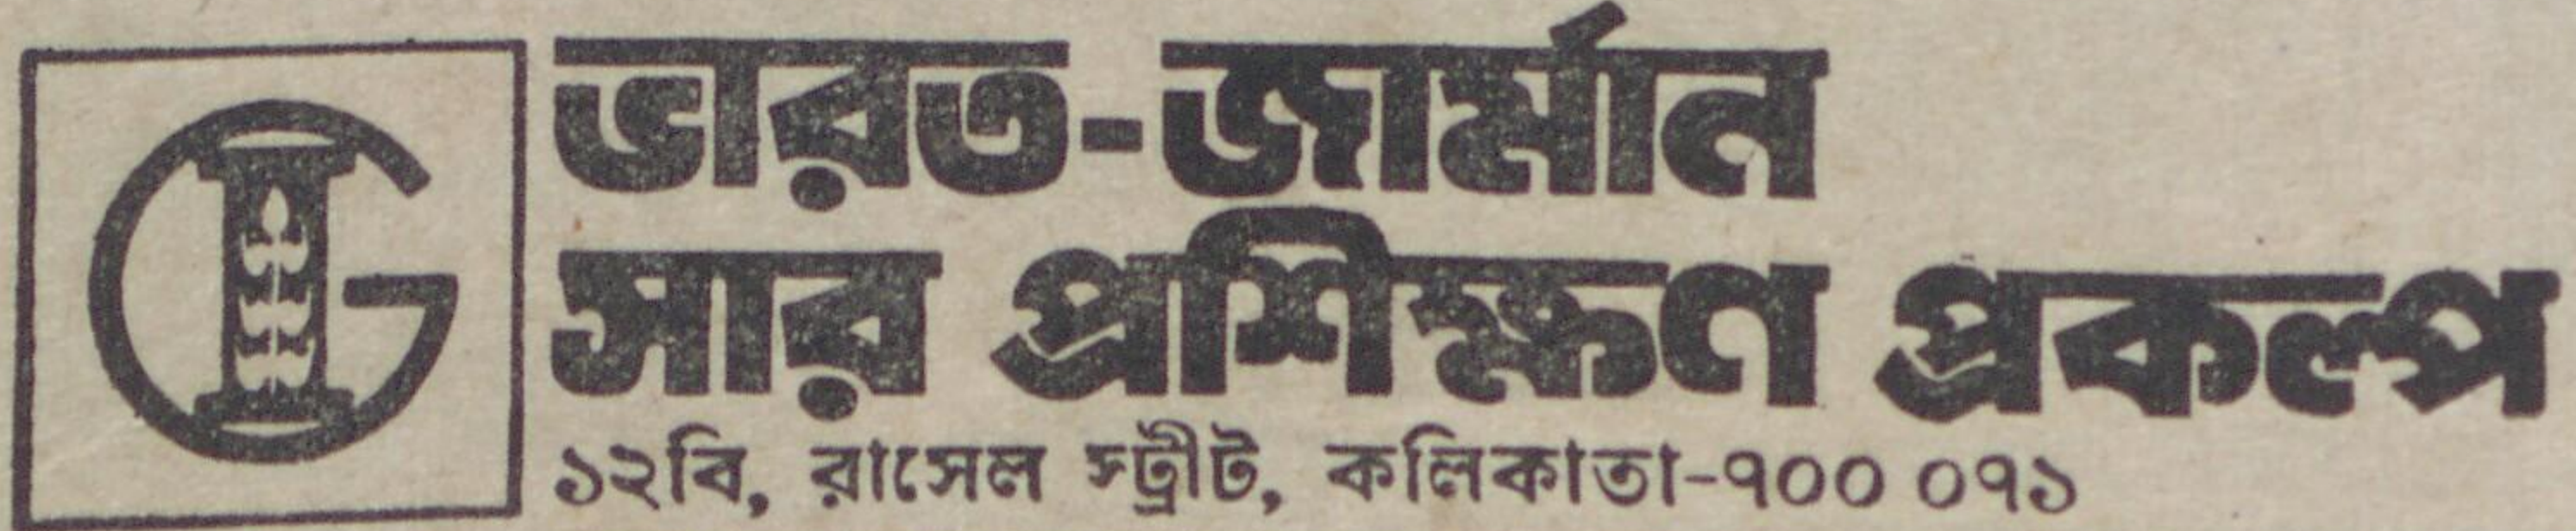 ভারত-জার্মান
সার প্রশিক্ষণ প্রকল্প
১২বি, রাসেল স্ট্রীট, কলিকাতা-৭০০ ০৭১